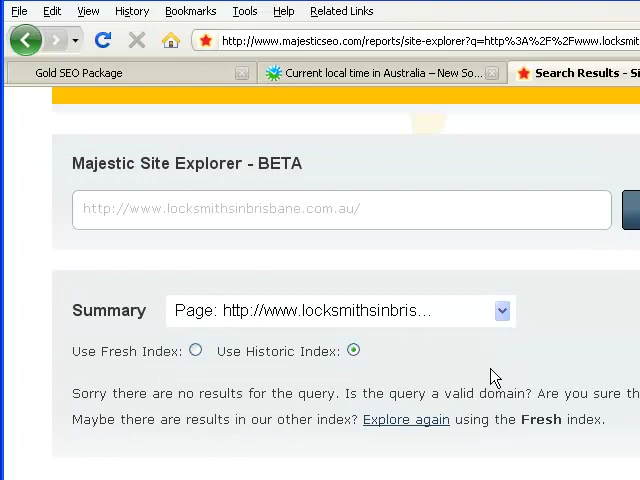 File Edit View History Bookmarks Tools Help Related Links
http://www.majesticseo.com/reports/site-explorer?q=http%3A%2F%2Fwww.locksmit
Gold SEO Package Current local time in Australia – New So... Search Results - Si
Majestic Site Explorer - BETA
http://www.locksmithsinbrisbane.com.au/
Summary Page: http://www.locksmithsinbris...
Use Fresh Index: Use Historic Index:
Sorry there are no results for the query. Is the query a valid domain? Are you sure th
Maybe there are results in our other index? Explore again using the Fresh index.